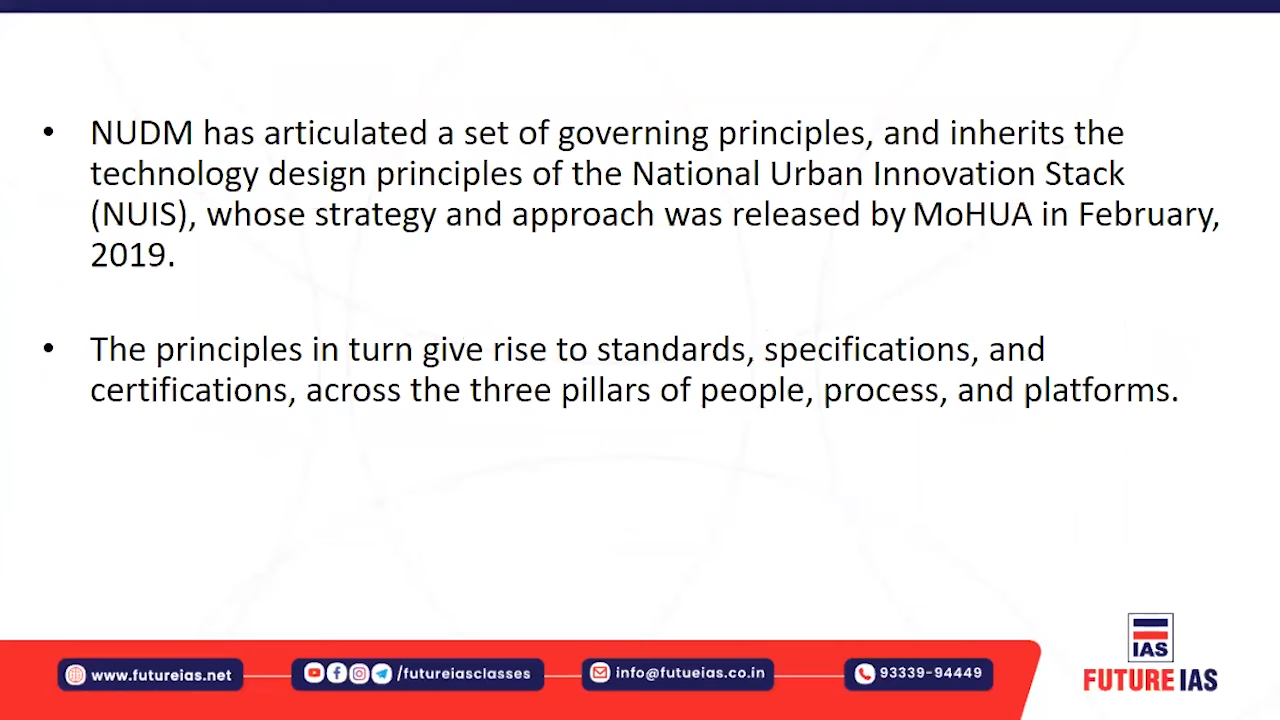 • NUDM has articulated a set of governing principles, and inherits the
technology design principles of the National Urban Innovation Stack
(NUIS), whose strategy and approach was released by MoHUA in February,
2019.
• The principles in turn give rise to standards, specifications, and
certifications, across the three pillars of people, process, and platforms.
IAS
FUTURE IAS
www.futureias.net
/futureiasclasses
info@futueias.co.in
93339-94449